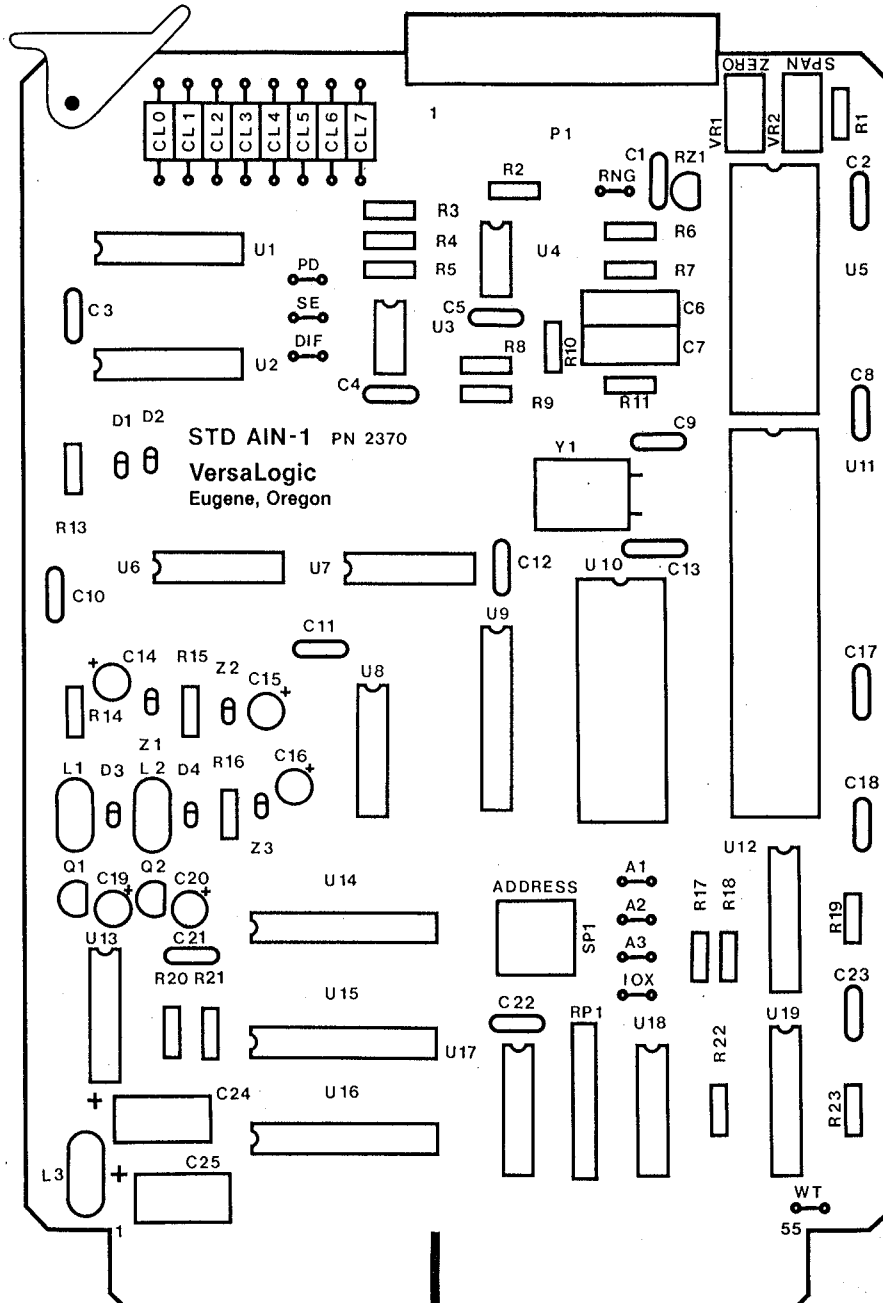 ZERO SPAN
VR1 VR2 R1
CL0 CL1 CL2 CL3 CL4 CL5 CL6 CL7
1
P1
C1 RZ1 C2
R2 RNG
R3
R4
R5
R6
R7
U1
U4
U5
PD
SE
DIF
C3
C5
U3
C6
C7
U2
R8
R10
C4
R9
R11
C8
D1 D2
STD AIN-1 PN 2370
VersaLogic
Eugene, Oregon
C9
Y1
U11
R13
U6 U7 C12 U10 C13
C10
U9
C11
C14 R15 Z2 C15
+ +
U8
C17
R14
Z1
L1 D3 L2 D4 R16 C16
+
C18
Z3
Q1 C19 Q2 C20
+ +
U14
ADDRESS
SP1
A1
A2
A3
IOX
U12
R17 R18 R19
U13 C21
R20 R21
U15
U17
C22 RP1 U18 R22 U19 C23
U16
+ C24
R23
L3 + C25
WT
1 55